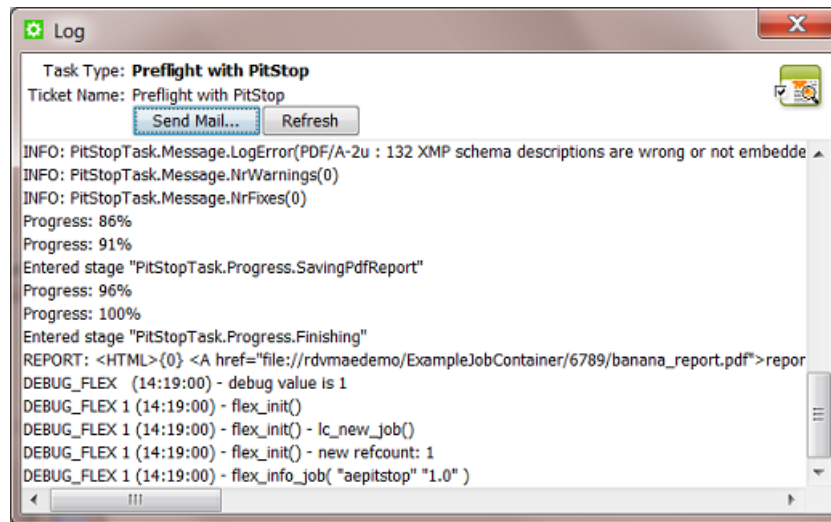 Log
Task Type: Preflight with PitStop
Ticket Name: Preflight with PitStop
Send Mail... Refresh
INFO: PitStopTask.Message.LogError(PDF/A-2u : 132 XMP schema descriptions are wrong or not embedde
INFO: PitStopTask.Message.NrWarnings(0)
INFO: PitStopTask.Message.NrFixes(0)
Progress: 86%
Progress: 91%
Entered stage "PitStopTask.Progress.SavingPdfReport"
Progress: 96%
Progress: 100%
Entered stage "PitStopTask.Progress.Finishing"
REPORT: <HTML>{0} <A href="file://rdvmaedemo/ExampleJobContainer/6789/banana_report.pdf">repor
DEBUG_FLEX   (14:19:00) - debug value is 1
DEBUG_FLEX 1 (14:19:00) - flex_init()
DEBUG_FLEX 1 (14:19:00) - flex_init() - lc_new_job()
DEBUG_FLEX 1 (14:19:00) - flex_init() - new refcount: 1
DEBUG_FLEX 1 (14:19:00) - flex_info_job( "aepitstop" "1.0" )